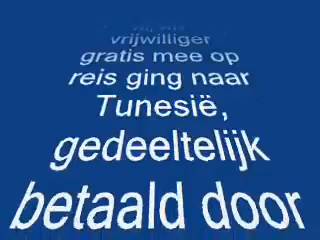 vrijwilliger
gratis mee op
reis ging naar
Tunesië,
gedeeltelijk
betaald door